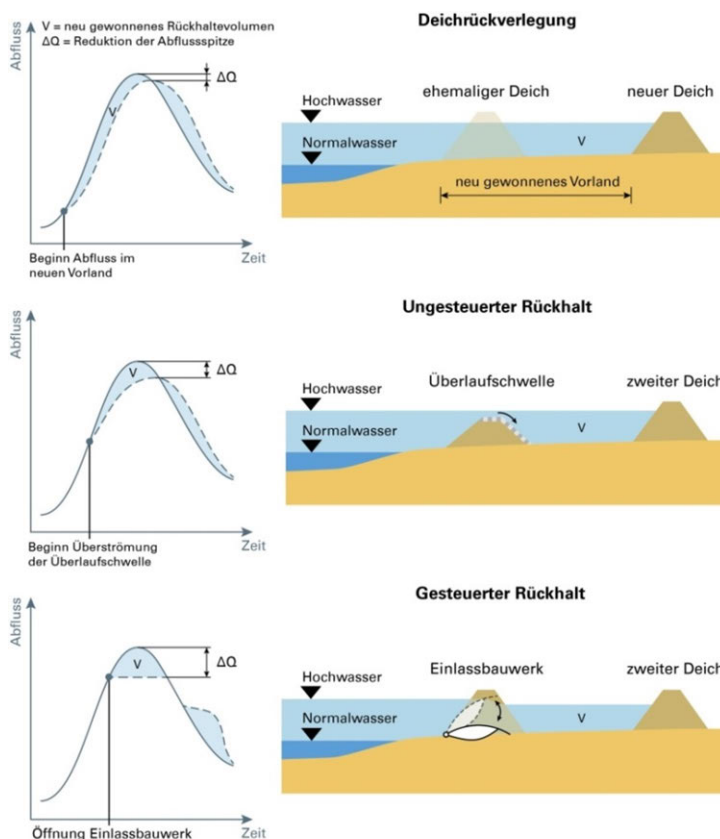 V = neu gewonnenes Rückhaltevolumen
ΔQ = Reduktion der Abflussspitze
Abfluss
ΔQ
V
Zeit
Beginn Abfluss im
neuen Vorland
Deichrückverlegung
ehemaliger Deich
neuer Deich
Hochwasser
Normalwasser
V
neu gewonnenes Vorland
Abfluss
V
ΔQ
Zeit
Beginn Überströmung
der Überlaufschwelle
Ungesteuerter Rückhalt
Überlaufschwelle
zweiter Deich
Hochwasser
Normalwasser
V
Abfluss
V
ΔQ
Zeit
Öffnung Einlassbauwerk
Gesteuerter Rückhalt
Einlassbauwerk
zweiter Deich
Hochwasser
Normalwasser
V